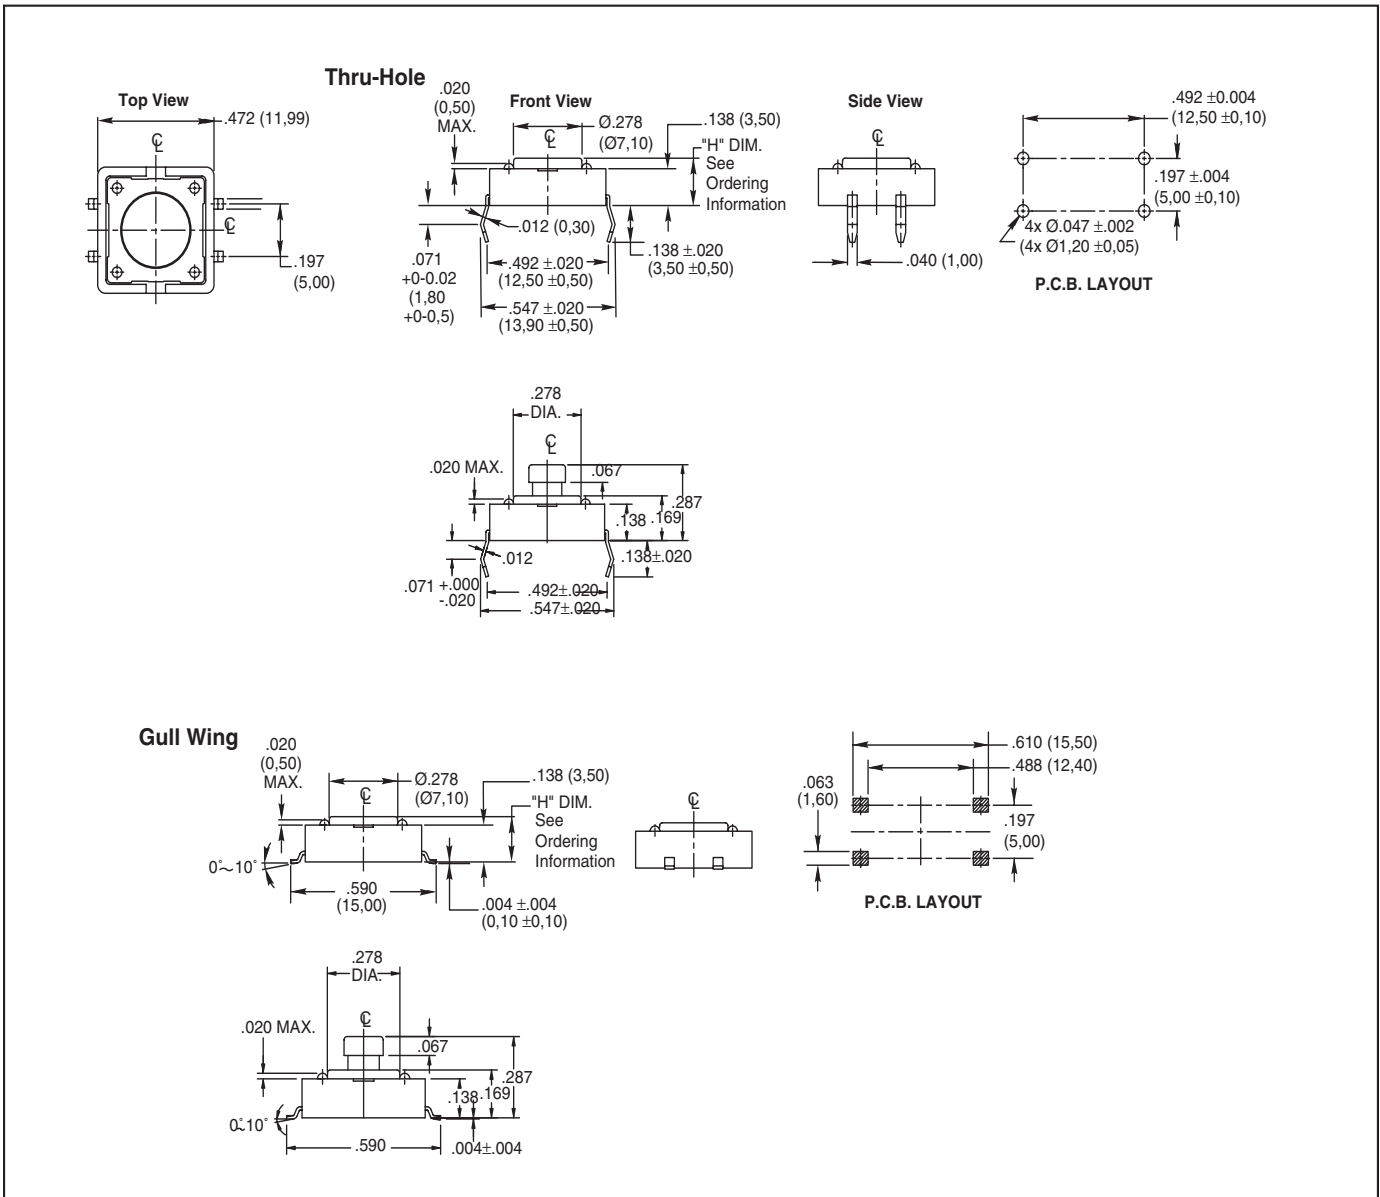 Thru-Hole
Top View
.472 (11,99)
℄
℄
.197
(5,00)
.020
(0,50)
MAX.
Front View
℄
Ø.278
(Ø7,10)
.138 (3,50)
"H" DIM.
See
Ordering
Information
.012 (0,30)
.071
+0-0.02
(1,80
+0-0,5)
.138 ±.020
(3,50 ±0,50)
.492 ±.020
(12,50 ±0,50)
.547 ±.020
(13,90 ±0,50)
Side View
℄
.040 (1,00)
.492 ±0.004
(12,50 ±0,10)
.197 ±.004
(5,00 ±0,10)
4x Ø.047 ±.002
(4x Ø1,20 ±0,05)
P.C.B. LAYOUT
.278
DIA.
℄
.020 MAX.
.067
.287
.138
.169
.012
.138±.020
.071 +.000
-.020
.492±.020
.547±.020
Gull Wing
.020
(0,50)
MAX.
℄
Ø.278
(Ø7,10)
.138 (3,50)
"H" DIM.
See
Ordering
Information
0°~10°
.590
(15,00)
.004 ±.004
(0,10 ±0,10)
℄
.610 (15,50)
.488 (12,40)
.063
(1,60)
.197
(5,00)
P.C.B. LAYOUT
.278
DIA.
℄
.020 MAX.
.067
.287
.138
.169
0°~10°
.590
.004±.004